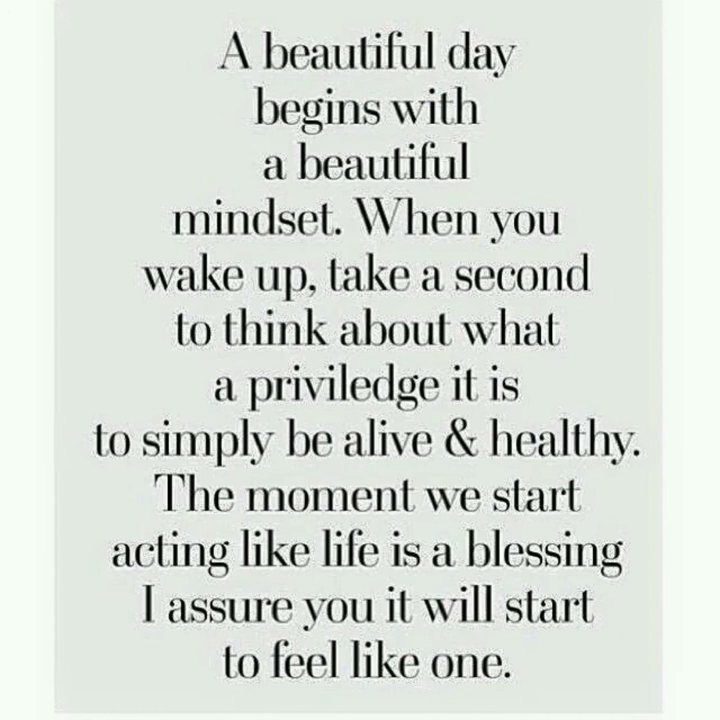 A beautiful day
begins with
a beautiful
mindset. When you
wake up, take a second
to think about what
a priviledge it is
to simply be alive & healthy.
The moment we start
acting like life is a blessing
I assure you it will start
to feel like one.